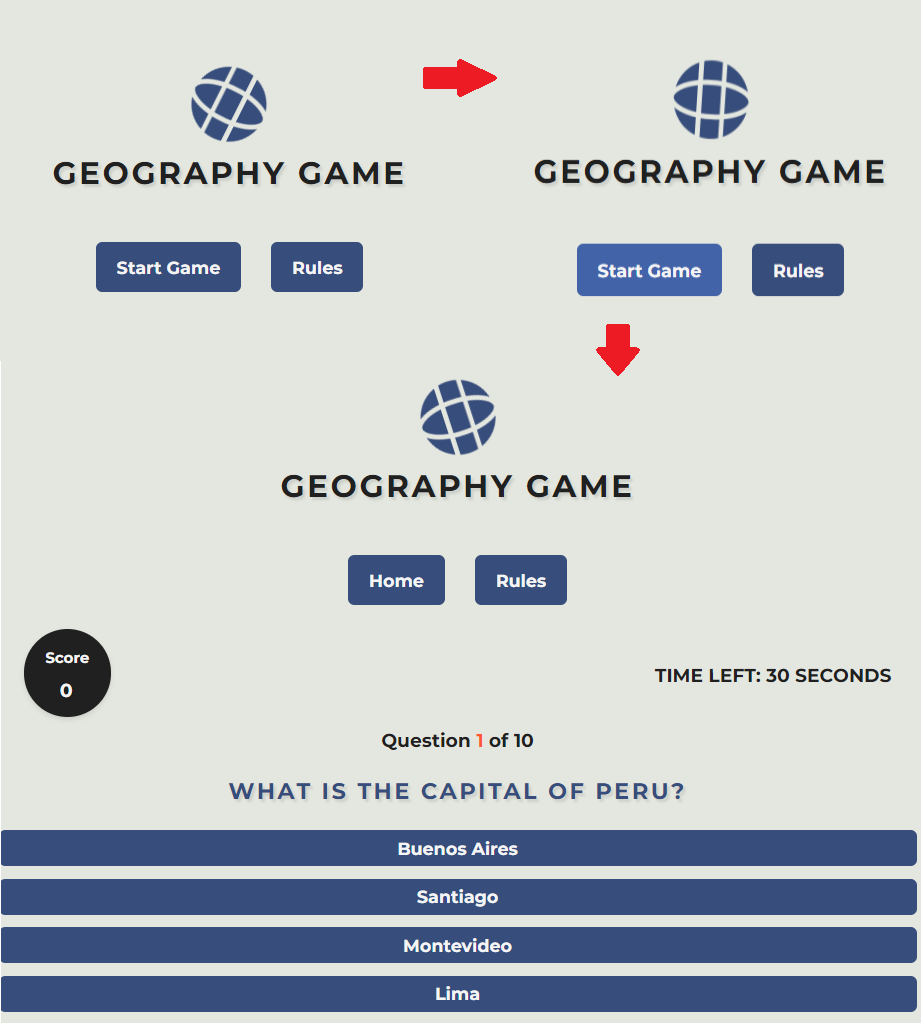 GEOGRAPHY GAME
Start Game Rules
GEOGRAPHY GAME
Start Game Rules
GEOGRAPHY GAME
Home Rules
Score
0
TIME LEFT: 30 SECONDS
Question 1 of 10
WHAT IS THE CAPITAL OF PERU?
Buenos Aires
Santiago
Montevideo
Lima